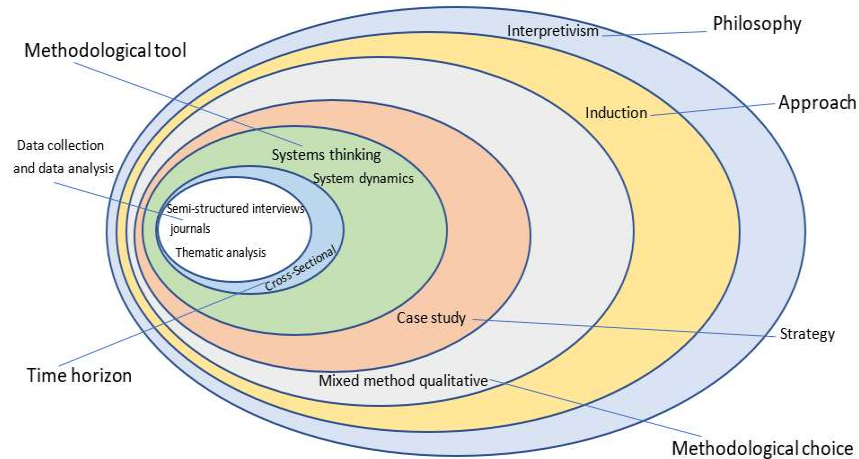 Interpretivism
Philosophy
Methodological tool
Approach
Induction
Data collection
and data analysis
Systems thinking
System dynamics
Semi-structured interviews
journals
Thematic analysis
Cross-Sectional
Case study
Strategy
Time horizon
Mixed method qualitative
Methodological choice